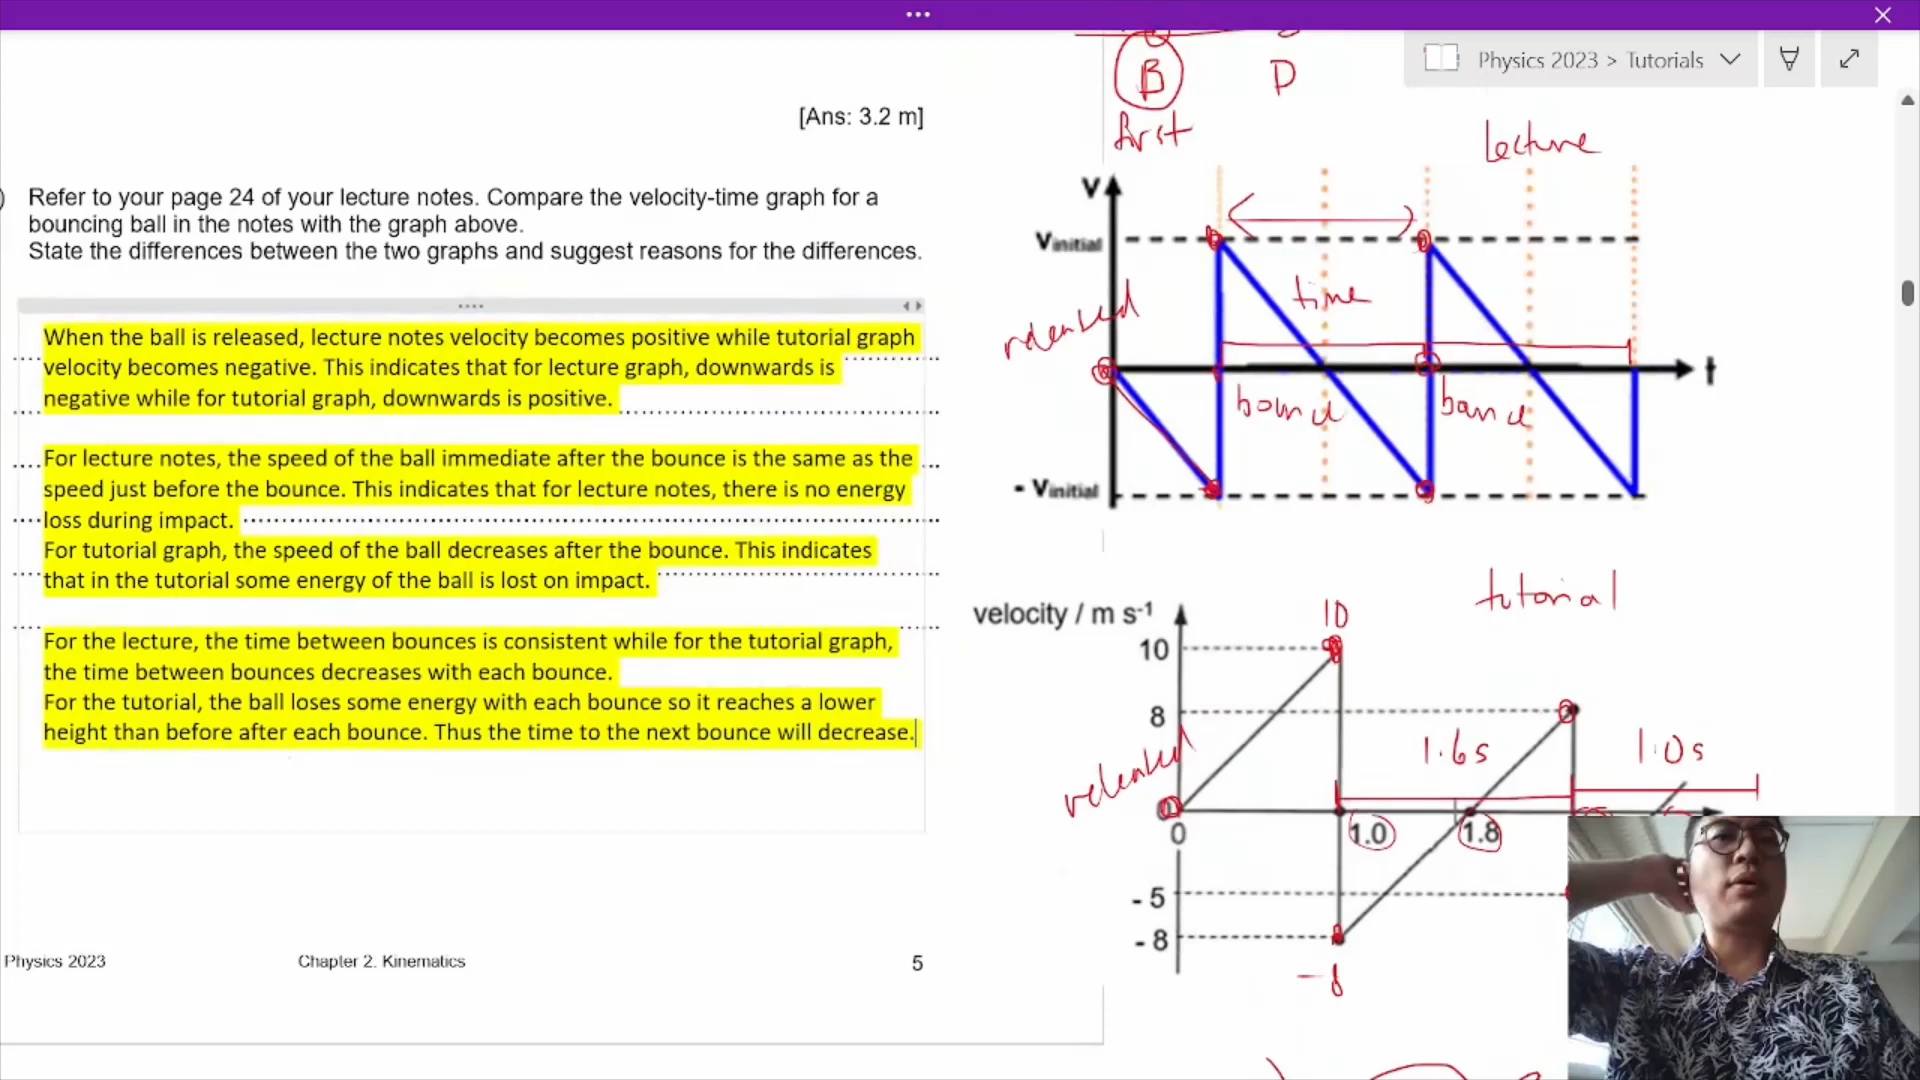 Physics 2023 > Tutorials
B D
first
[Ans: 3.2 m]
lecture
Refer to your page 24 of your lecture notes. Compare the velocity-time graph for a
bouncing ball in the notes with the graph above.
State the differences between the two graphs and suggest reasons for the differences.
When the ball is released, lecture notes velocity becomes positive while tutorial graph
velocity becomes negative. This indicates that for lecture graph, downwards is
negative while for tutorial graph, downwards is positive.
For lecture notes, the speed of the ball immediate after the bounce is the same as the
speed just before the bounce. This indicates that for lecture notes, there is no energy
loss during impact.
For tutorial graph, the speed of the ball decreases after the bounce. This indicates
that in the tutorial some energy of the ball is lost on impact.
For the lecture, the time between bounces is consistent while for the tutorial graph,
the time between bounces decreases with each bounce.
For the tutorial, the ball loses some energy with each bounce so it reaches a lower
height than before after each bounce. Thus the time to the next bounce will decrease.
v
Vinitial
time
released
t
bounce
- Vinitial
tutorial
velocity / m s-1
10
10
8
1.6s
1.0s
released
0
0
1.0
1.8
- 5
- 8
Physics 2023 Chapter 2. Kinematics 5